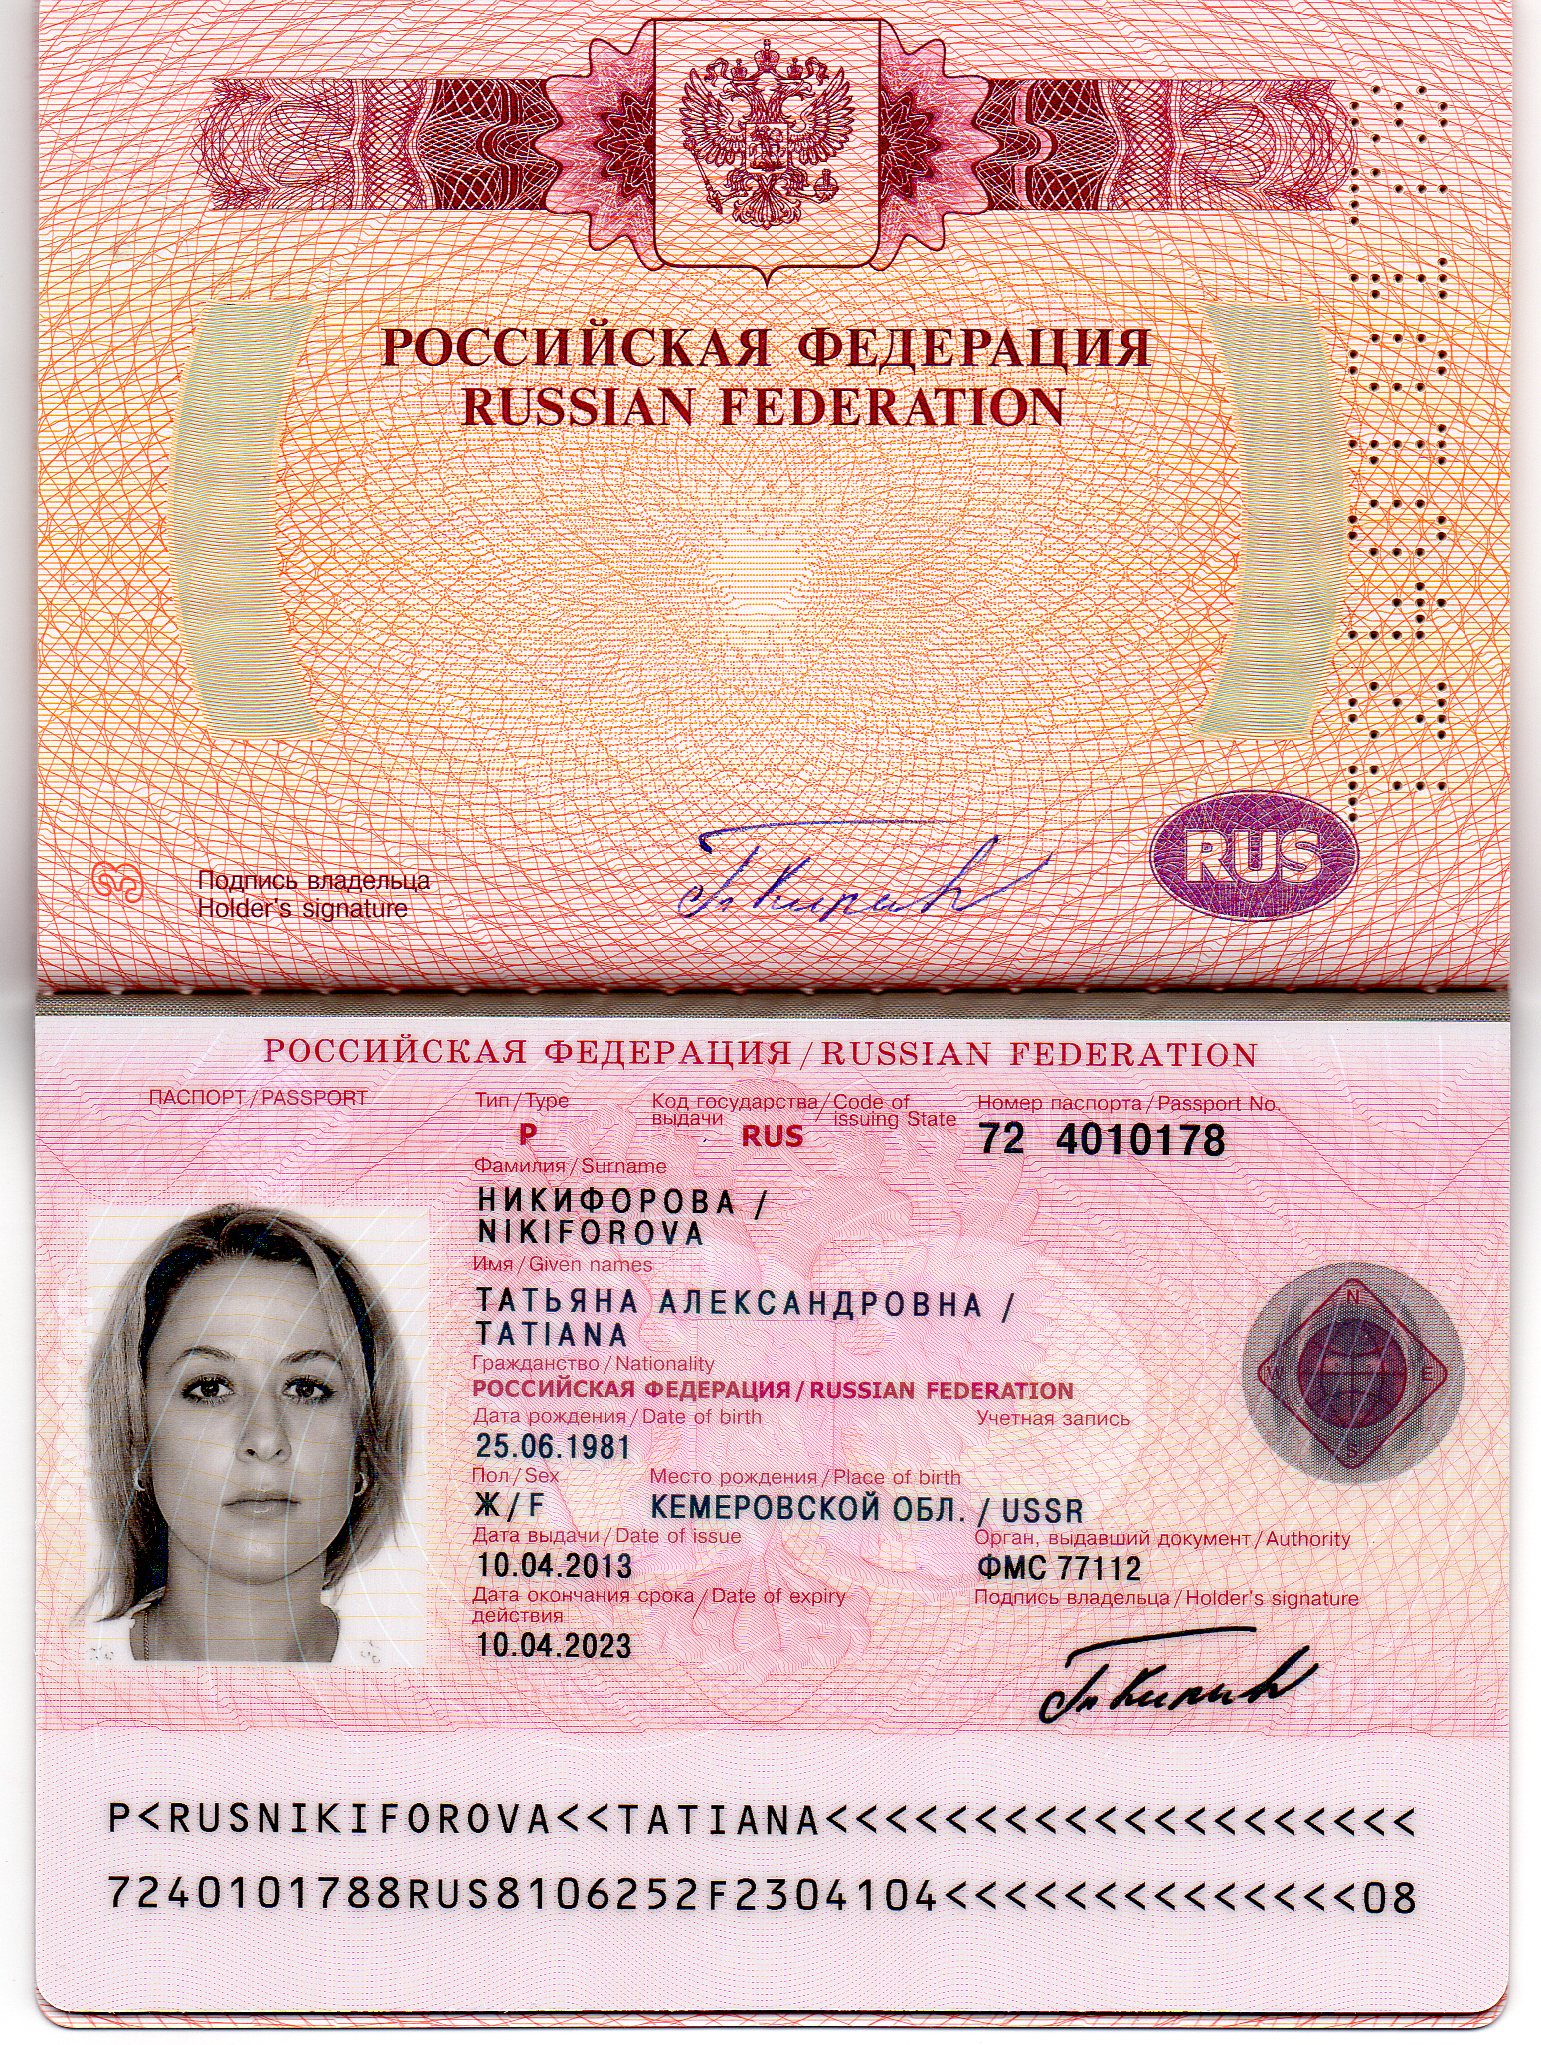 РОССИЙСКАЯ ФЕДЕРАЦИЯ
RUSSIAN FEDERATION
RUS
Подпись владельца
Holder's signature
РОССИЙСКАЯ ФЕДЕРАЦИЯ / RUSSIAN FEDERATION
ПАСПОРТ / PASSPORT
Тип / Type
Код государства / Code of
выдачи issuing State
Номер паспорта / Passport No.
P RUS 72 4010178
Фамилия / Surname
НИКИФОРОВА /
NIKIFOROVA
Имя / Given names
ТАТЬЯНА АЛЕКСАНДРОВНА /
TATIANA
Гражданство / Nationality
РОССИЙСКАЯ ФЕДЕРАЦИЯ / RUSSIAN FEDERATION
Дата рождения / Date of birth Учетная запись
25.06.1981
Пол / Sex Место рождения / Place of birth
Ж / F КЕМЕРОВСКОЙ ОБЛ. / USSR
Дата выдачи / Date of issue Орган, выдавший документ / Authority
10.04.2013 ФМС 77112
Дата окончания срока / Date of expiry Подпись владельца / Holder's signature
действия
10.04.2023
N
W E
S
P<RUSNIKIFOROVA<<TATIANA<<<<<<<<<<<<<<<<<<<<
7240101788RUS8106252F2304104<<<<<<<<<<<<<<08